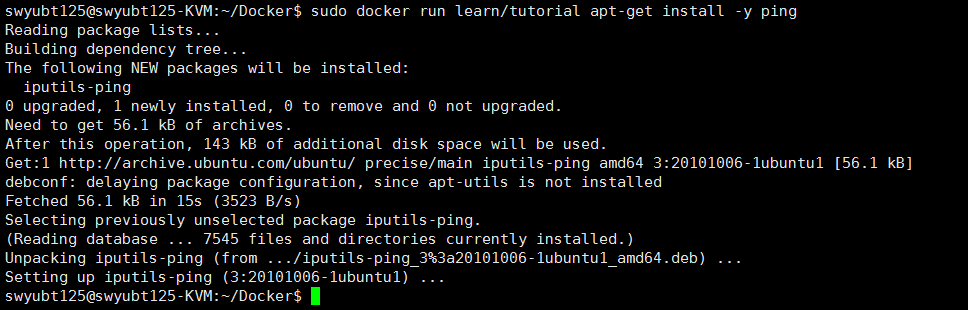 swyubt125@swyubt125-KVM:~/Docker$ sudo docker run learn/tutorial apt-get install -y ping
Reading package lists...
Building dependency tree...
The following NEW packages will be installed:
  iputils-ping
0 upgraded, 1 newly installed, 0 to remove and 0 not upgraded.
Need to get 56.1 kB of archives.
After this operation, 143 kB of additional disk space will be used.
Get:1 http://archive.ubuntu.com/ubuntu/ precise/main iputils-ping amd64 3:20101006-1ubuntu1 [56.1 kB]
debconf: delaying package configuration, since apt-utils is not installed
Fetched 56.1 kB in 15s (3523 B/s)
Selecting previously unselected package iputils-ping.
(Reading database ... 7545 files and directories currently installed.)
Unpacking iputils-ping (from .../iputils-ping_3%3a20101006-1ubuntu1_amd64.deb) ...
Setting up iputils-ping (3:20101006-1ubuntu1) ...
swyubt125@swyubt125-KVM:~/Docker$